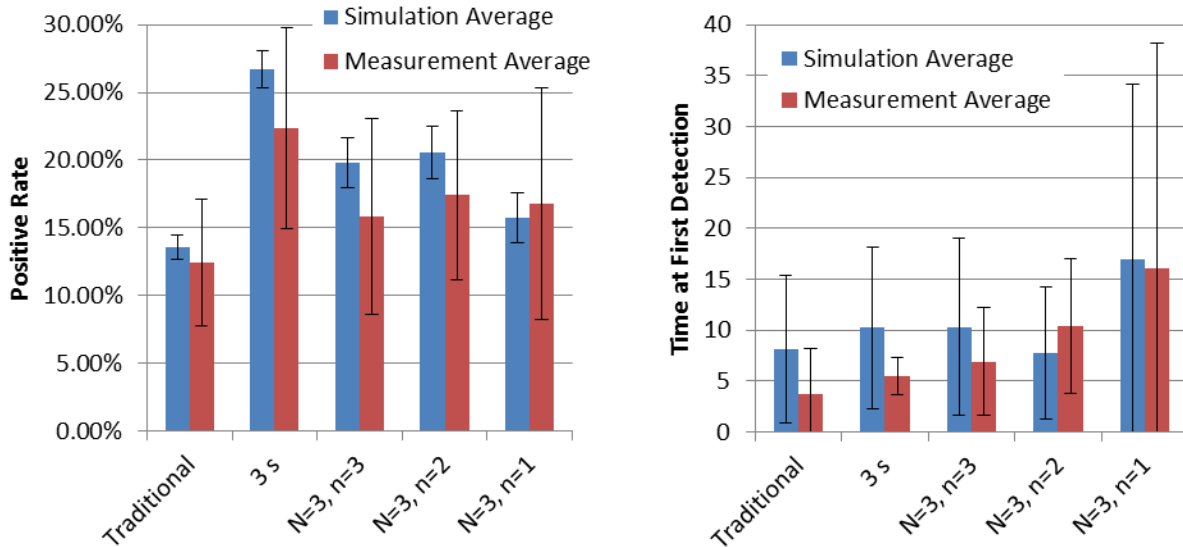 30.00%
25.00%
20.00%
15.00%
10.00%
5.00%
0.00%
Positive Rate
Simulation Average
Measurement Average
Traditional
3 s
N=3, n=3
N=3, n=2
N=3, n=1
40
35
30
25
20
15
10
5
0
Time at First Detection
Simulation Average
Measurement Average
Traditional
3 s
N=3, n=3
N=3, n=2
N=3, n=1